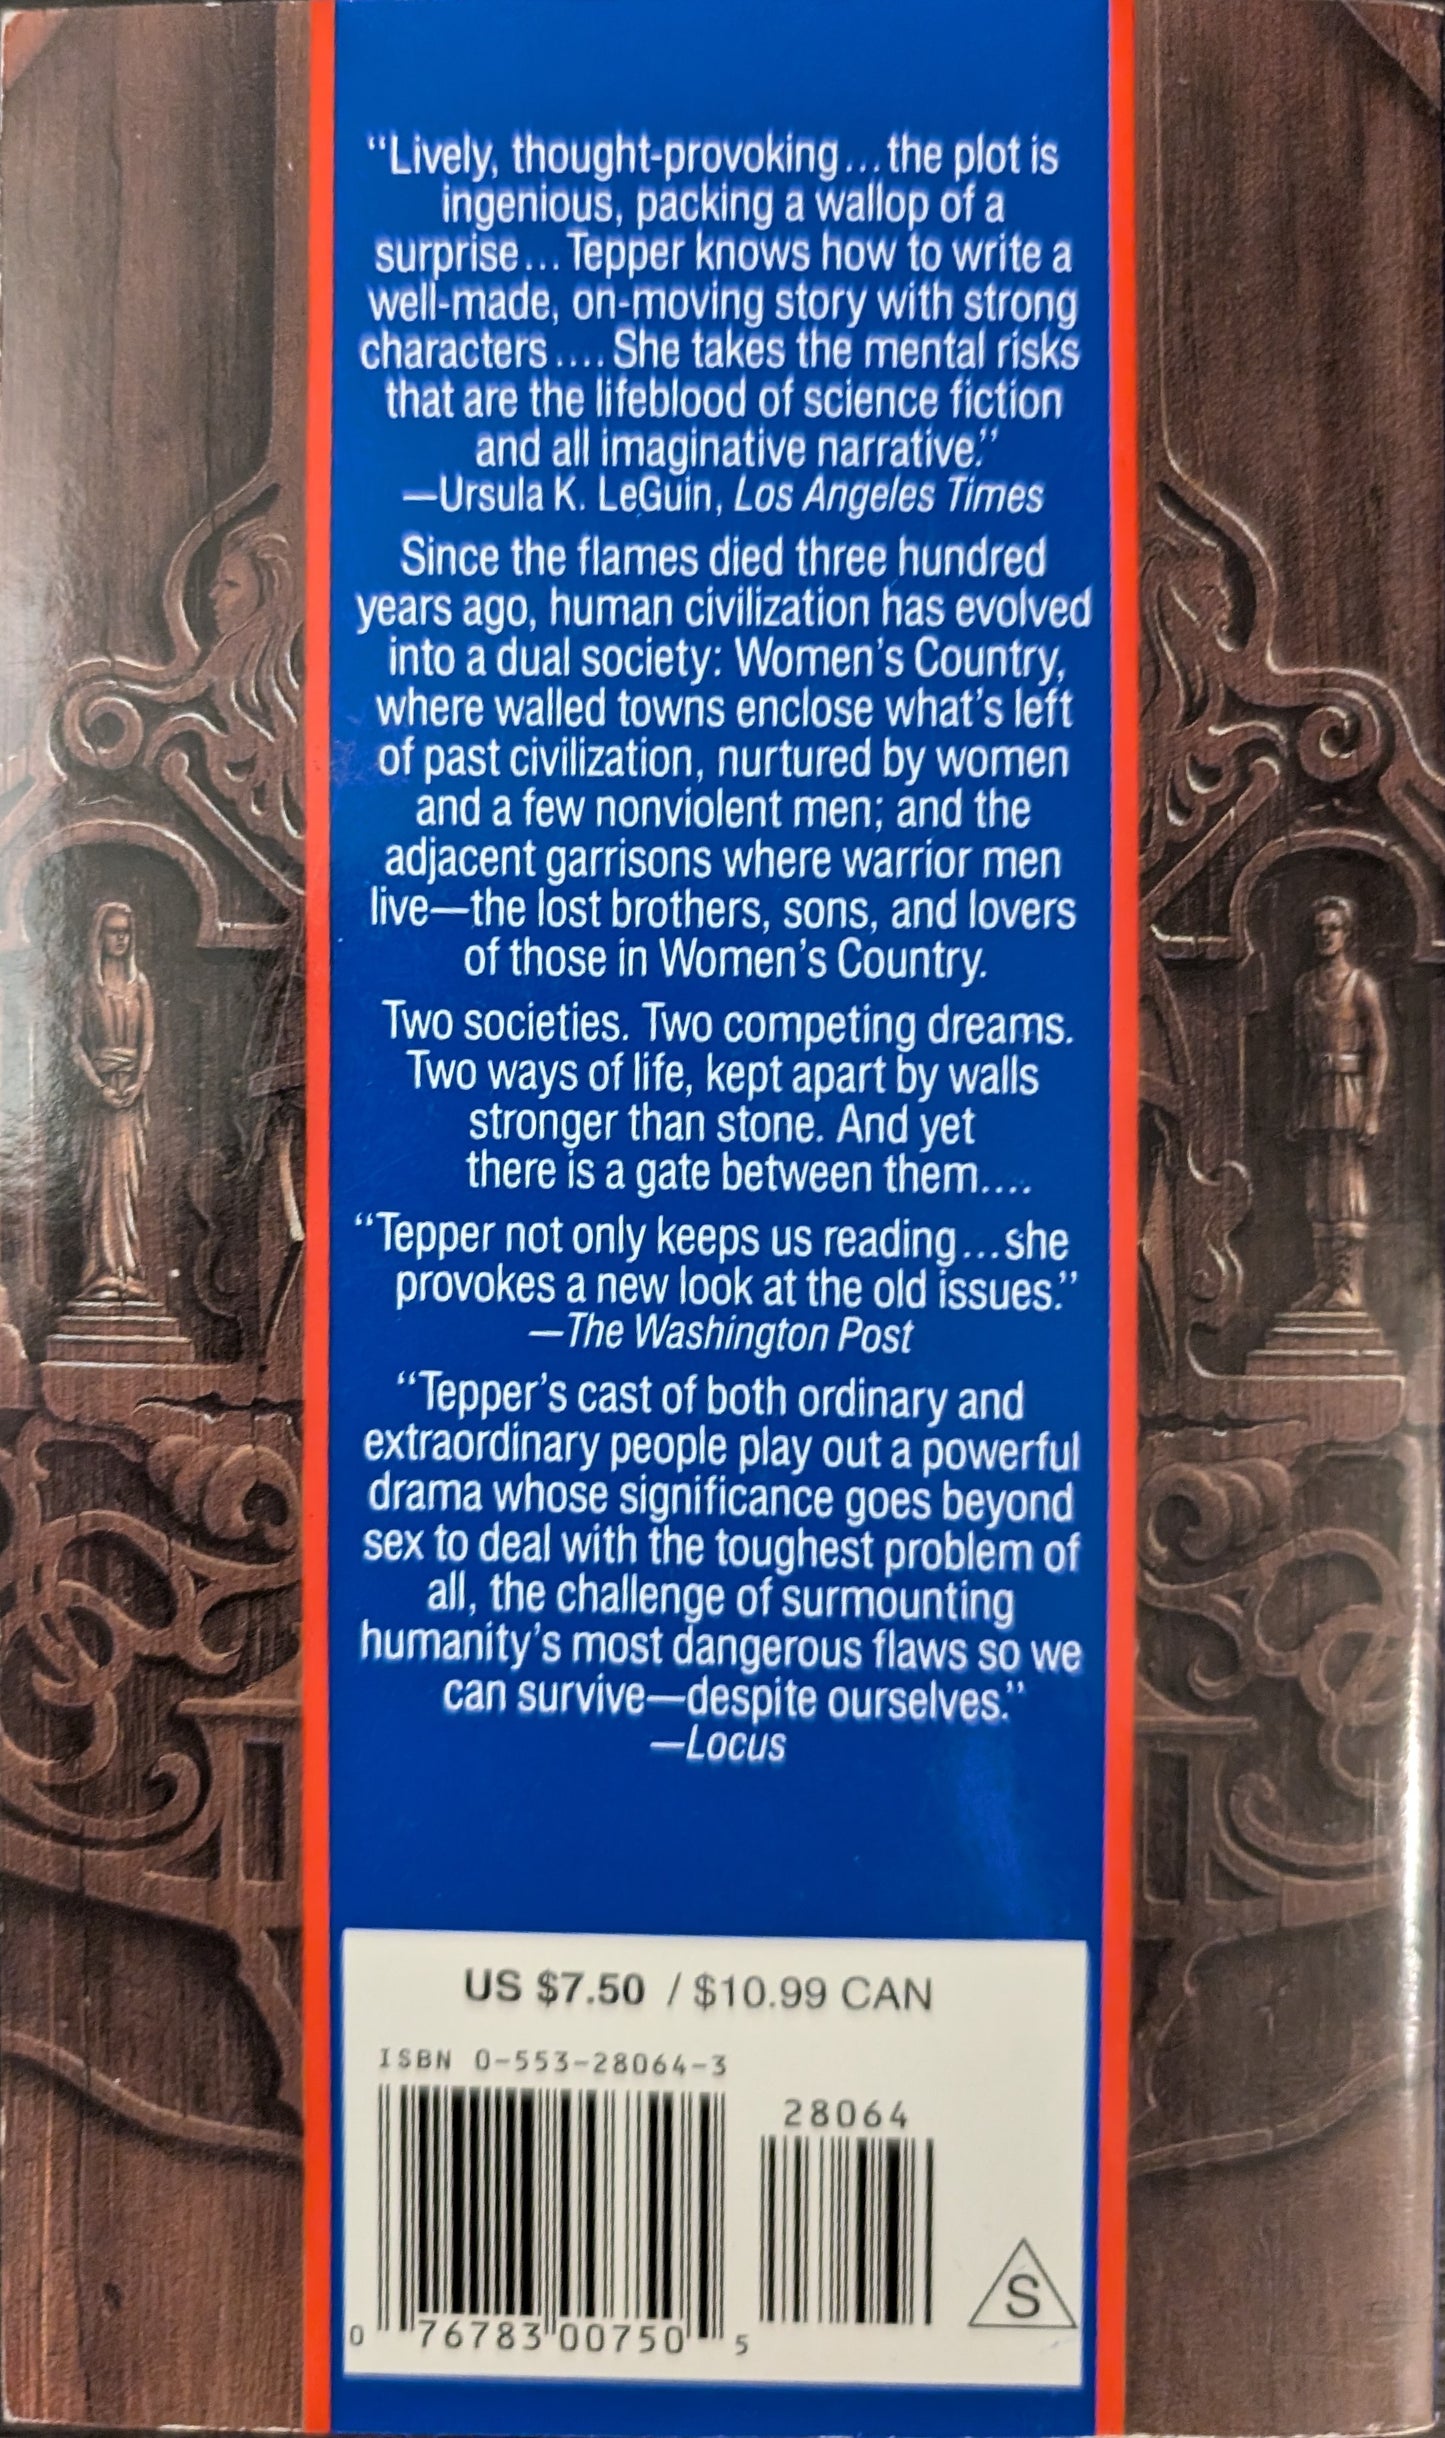 “Lively, thought-provoking...the plot is
ingenious, packing a wallop of a
surprise... Tepper knows how to write a
well-made, on-moving story with strong
characters.... She takes the mental risks
that are the lifeblood of science fiction
and all imaginative narrative.”
—Ursula K. LeGuin, Los Angeles Times
Since the flames died three hundred
years ago, human civilization has evolved
into a dual society: Women's Country,
where walled towns enclose what's left
of past civilization, nurtured by women
and a few nonviolent men; and the
adjacent garrisons where warrior men
live—the lost brothers, sons, and lovers
of those in Women's Country.
Two societies. Two competing dreams.
Two ways of life, kept apart by walls
stronger than stone. And yet
there is a gate between them....
“Tepper not only keeps us reading...she
provokes a new look at the old issues.”
—The Washington Post
“Tepper's cast of both ordinary and
extraordinary people play out a powerful
drama whose significance goes beyond
sex to deal with the toughest problem of
all, the challenge of surmounting
humanity's most dangerous flaws so we
can survive—despite ourselves.”
—Locus
US $7.50 / $10.99 CAN
ISBN 0-553-28064-3
28064
0 76783 00750 5
S